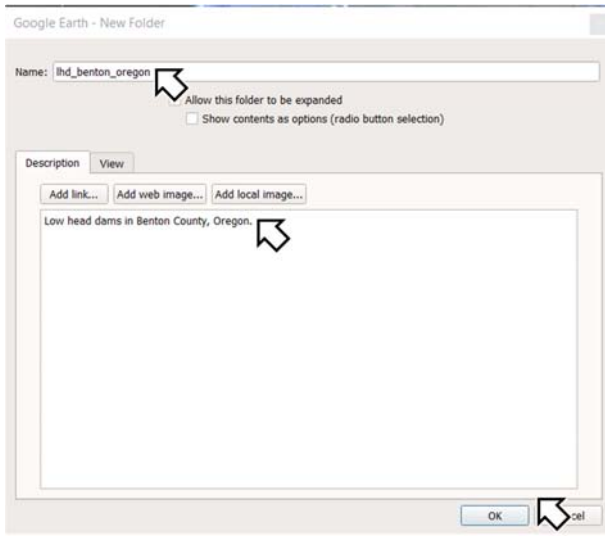 Google Earth - New Folder
Name: lhd_benton_oregon
Allow this folder to be expanded
Show contents as options (radio button selection)
Description View
Add link... Add web image... Add local image...
Low head dams in Benton County, Oregon.
OK